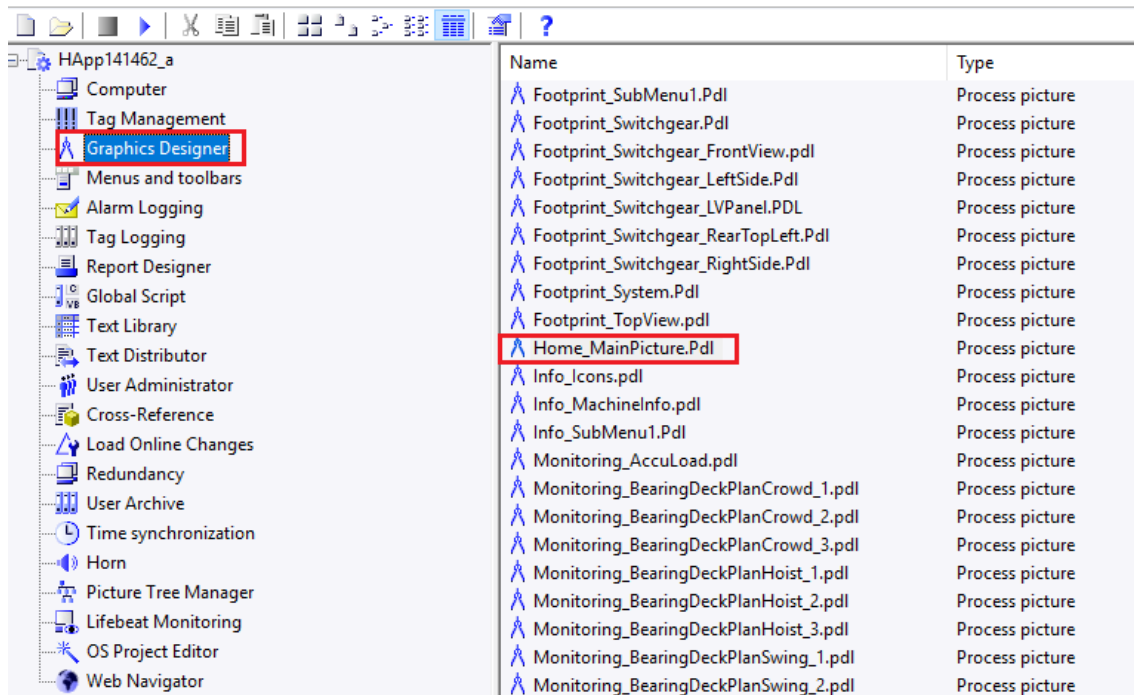 HApp141462_a
Computer
Tag Management
Graphics Designer
Menus and toolbars
Alarm Logging
Tag Logging
Report Designer
Global Script
Text Library
Text Distributor
User Administrator
Cross-Reference
Load Online Changes
Redundancy
User Archive
Time synchronization
Horn
Picture Tree Manager
Lifebeat Monitoring
OS Project Editor
Web Navigator
Name Type
Footprint_SubMenu1.Pdl Process picture
Footprint_Switchgear.Pdl Process picture
Footprint_Switchgear_FrontView.pdl Process picture
Footprint_Switchgear_LeftSide.Pdl Process picture
Footprint_Switchgear_LVPanel.PDL Process picture
Footprint_Switchgear_RearTopLeft.Pdl Process picture
Footprint_Switchgear_RightSide.Pdl Process picture
Footprint_System.Pdl Process picture
Footprint_TopView.pdl Process picture
Home_MainPicture.Pdl Process picture
Info_Icons.pdl Process picture
Info_MachineInfo.pdl Process picture
Info_SubMenu1.Pdl Process picture
Monitoring_AccuLoad.pdl Process picture
Monitoring_BearingDeckPlanCrowd_1.pdl Process picture
Monitoring_BearingDeckPlanCrowd_2.pdl Process picture
Monitoring_BearingDeckPlanCrowd_3.pdl Process picture
Monitoring_BearingDeckPlanHoist_1.pdl Process picture
Monitoring_BearingDeckPlanHoist_2.pdl Process picture
Monitoring_BearingDeckPlanHoist_3.pdl Process picture
Monitoring_BearingDeckPlanSwing_1.pdl Process picture
Monitoring_BearingDeckPlanSwing_2.pdl Process picture